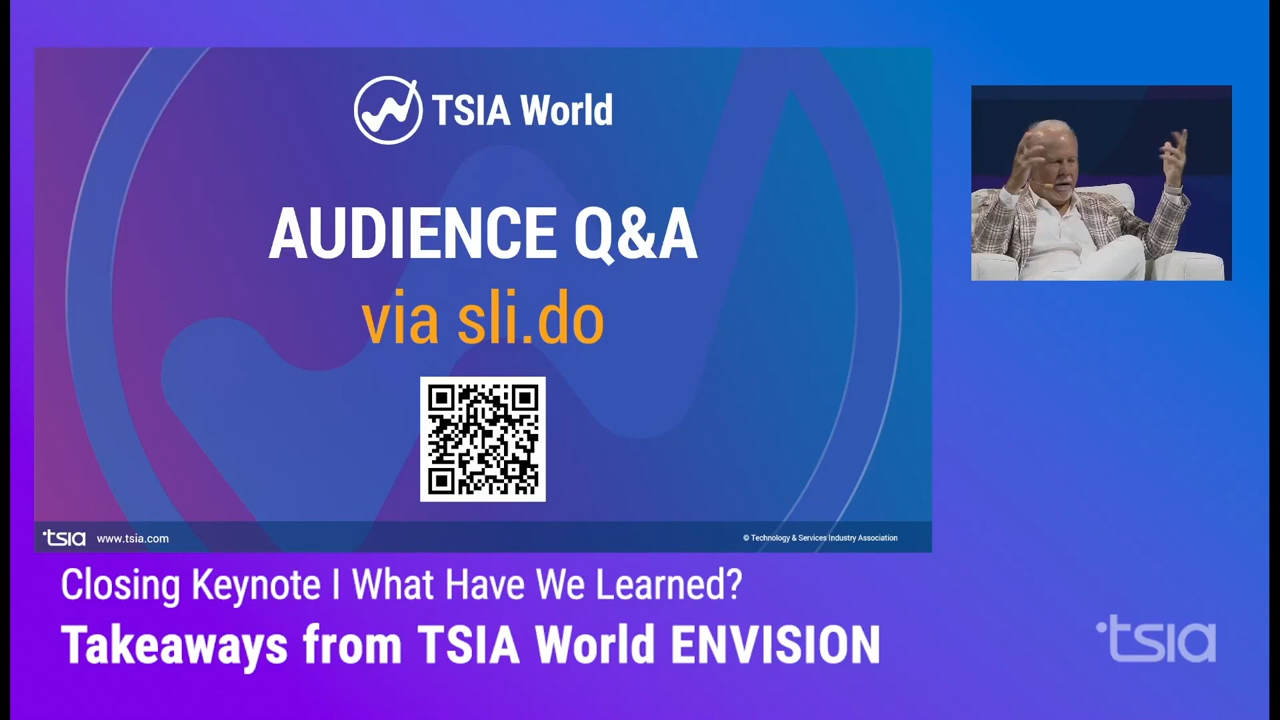 TSIA World
AUDIENCE Q&A
via sli.do
tsia www.tsia.com
© Technology & Services Industry Association
Closing Keynote I What Have We Learned?
Takeaways from TSIA World ENVISION
tsia